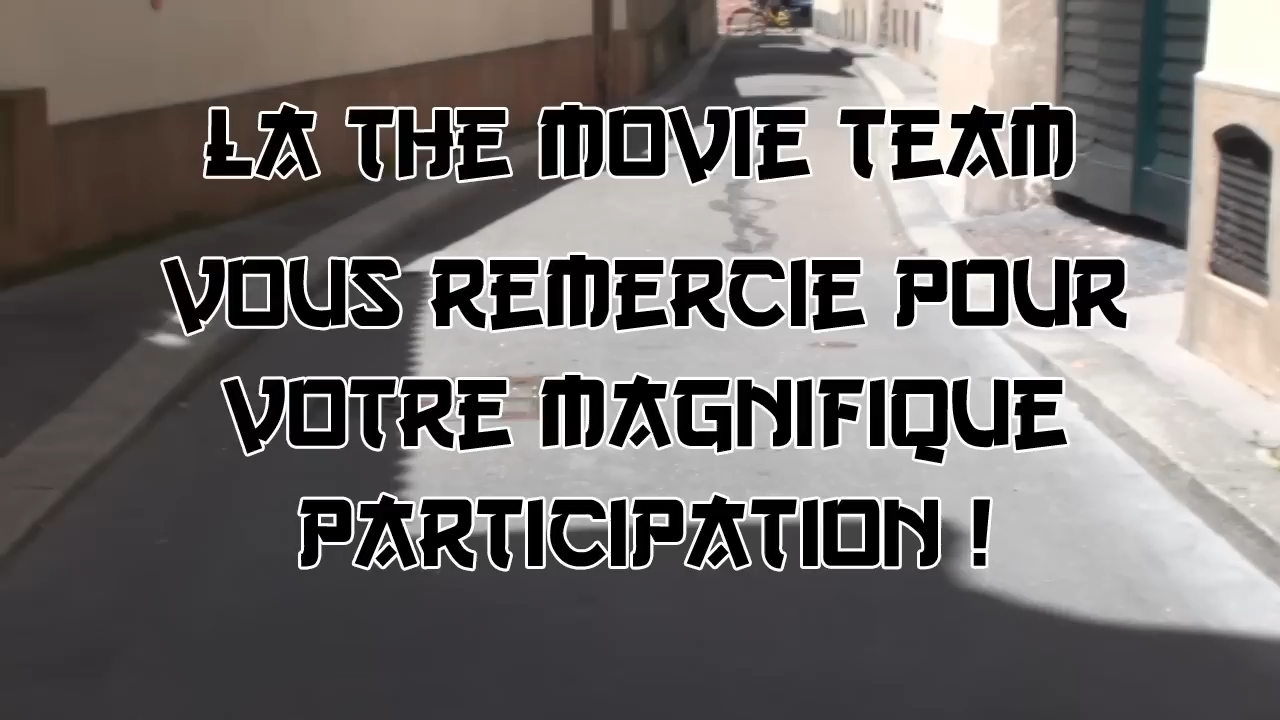 LA THE MOVIE TEAM
VOUS REMERCIE POUR
VOTRE MAGNIFIQUE
PARTICIPATION !